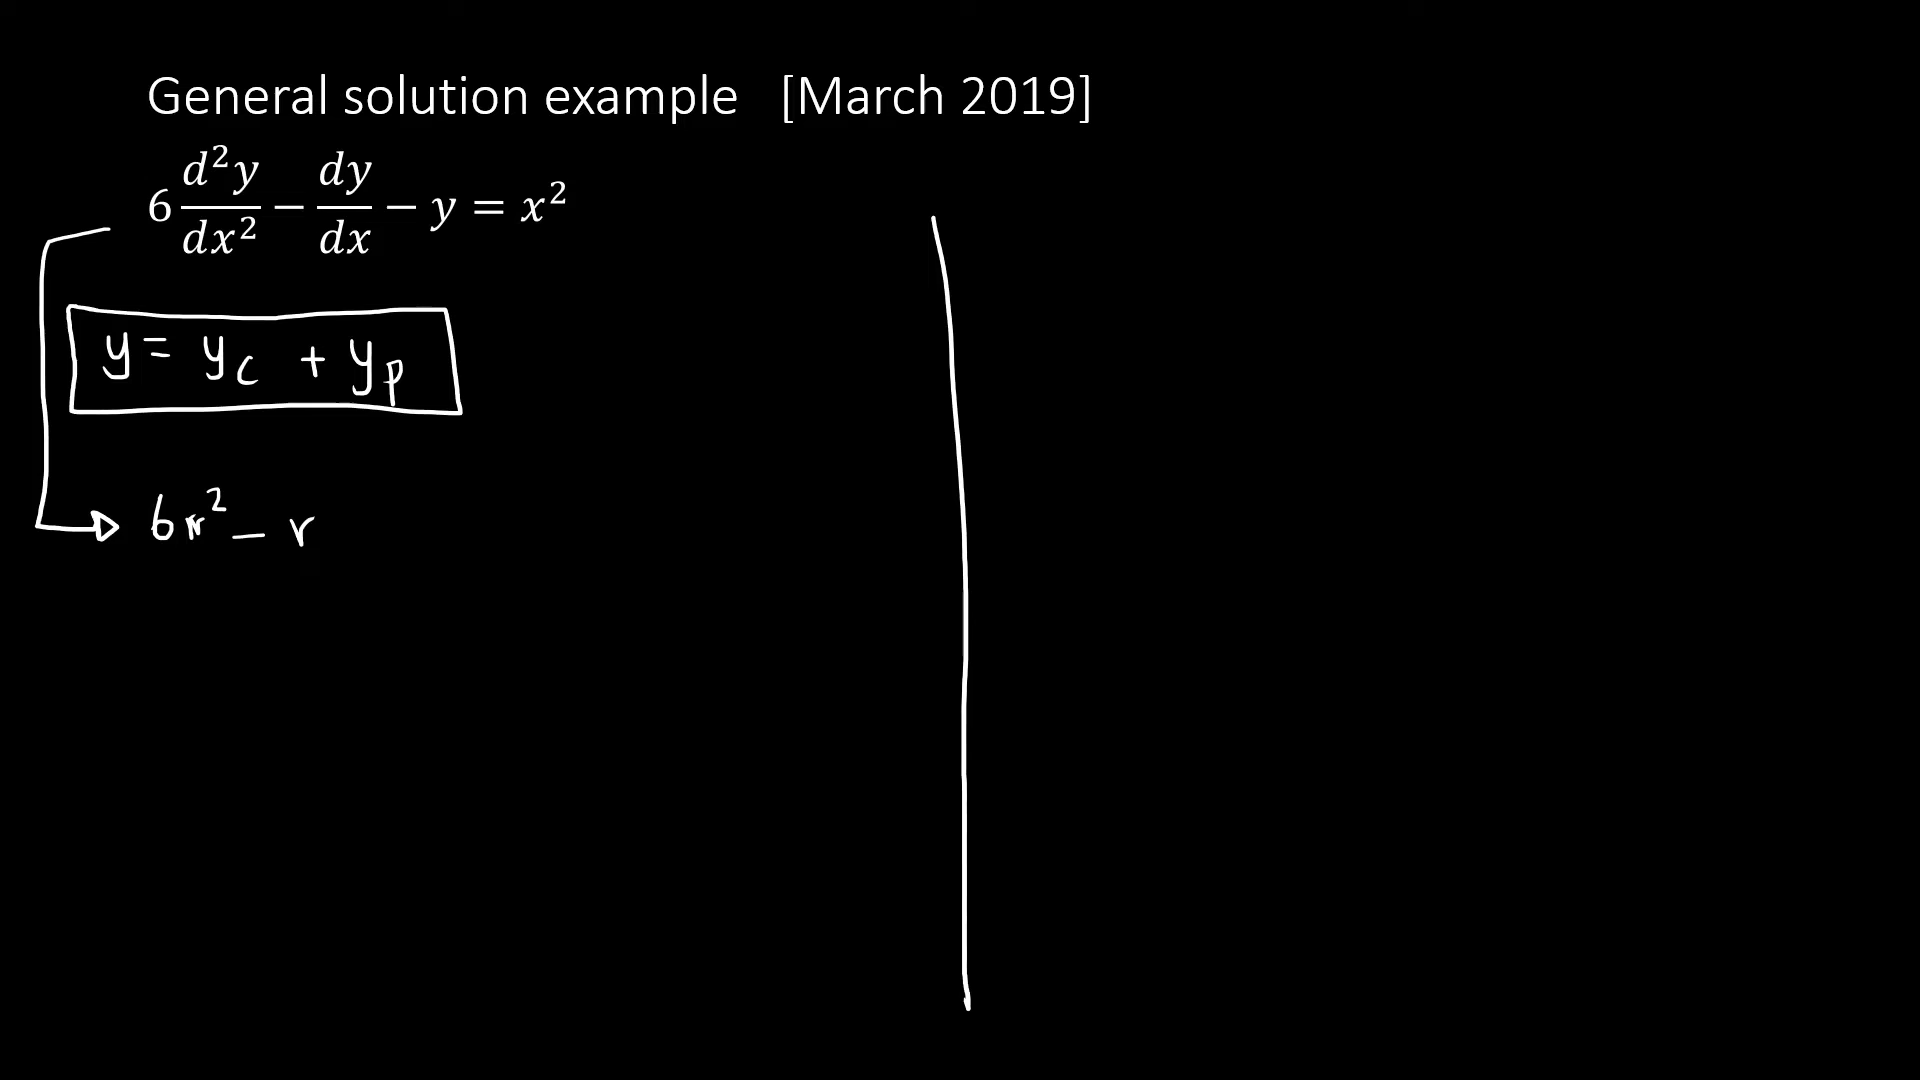 General solution example [March 2019]
6 d²y/dx² − dy/dx − y = x²
y = y_c + y_p
6r² − r